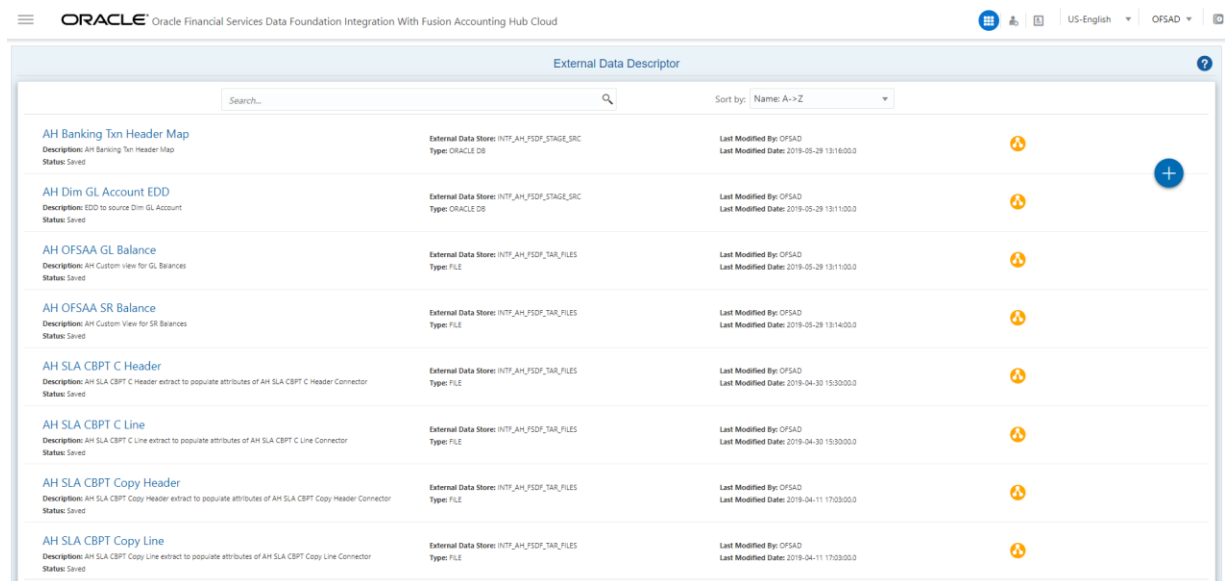 ORACLE Oracle Financial Services Data Foundation Integration With Fusion Accounting Hub Cloud US-English OFSAD
External Data Descriptor ?
Search... Sort by: Name: A->Z
AH Banking Txn Header Map
Description: AH Banking Txn Header Map
Status: Saved
External Data Store: INTF_AH_FSDF_STAGE_SRC
Type: ORACLE DB
Last Modified By: OFSAD
Last Modified Date: 2019-05-29 13:16:00.0
AH Dim GL Account EDD
Description: EDD to source Dim GL Account
Status: Saved
External Data Store: INTF_AH_FSDF_STAGE_SRC
Type: ORACLE DB
Last Modified By: OFSAD
Last Modified Date: 2019-05-29 13:11:00.0
AH OFSAA GL Balance
Description: AH Custom view for GL Balances
Status: Saved
External Data Store: INTF_AH_FSDF_TAR_FILES
Type: FILE
Last Modified By: OFSAD
Last Modified Date: 2019-05-29 13:11:00.0
AH OFSAA SR Balance
Description: AH Custom View for SR Balances
Status: Saved
External Data Store: INTF_AH_FSDF_TAR_FILES
Type: FILE
Last Modified By: OFSAD
Last Modified Date: 2019-05-29 13:14:00.0
AH SLA CBPT C Header
Description: AH SLA CBPT C Header extract to populate attributes of AH SLA CBPT C Header Connector
Status: Saved
External Data Store: INTF_AH_FSDF_TAR_FILES
Type: FILE
Last Modified By: OFSAD
Last Modified Date: 2019-04-30 15:30:00.0
AH SLA CBPT C Line
Description: AH SLA CBPT C Line extract to populate attributes of AH SLA CBPT C Line Connector
Status: Saved
External Data Store: INTF_AH_FSDF_TAR_FILES
Type: FILE
Last Modified By: OFSAD
Last Modified Date: 2019-04-30 15:30:00.0
AH SLA CBPT Copy Header
Description: AH SLA CBPT Copy Header extract to populate attributes of AH SLA CBPT Copy Header Connector
Status: Saved
External Data Store: INTF_AH_FSDF_TAR_FILES
Type: FILE
Last Modified By: OFSAD
Last Modified Date: 2019-04-11 17:03:00.0
AH SLA CBPT Copy Line
Description: AH SLA CBPT Copy Line extract to populate attributes of AH SLA CBPT Copy Line Connector
Status: Saved
External Data Store: INTF_AH_FSDF_TAR_FILES
Type: FILE
Last Modified By: OFSAD
Last Modified Date: 2019-04-11 17:03:00.0